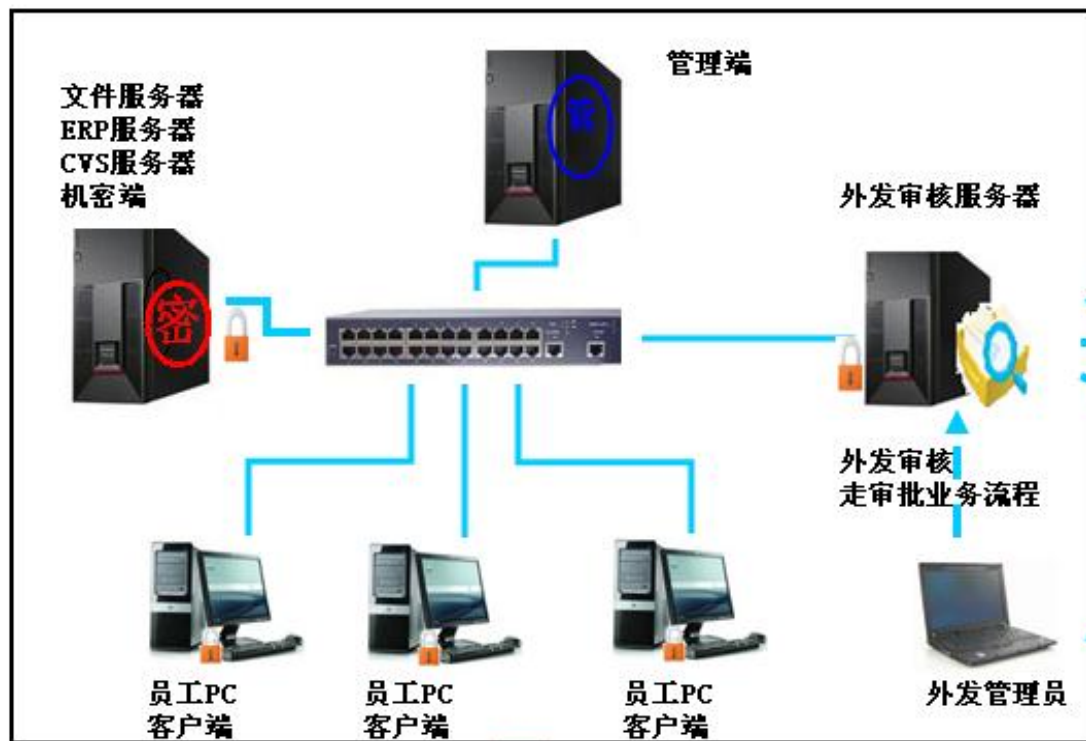 管理端
文件服务器
ERP服务器
CVS服务器
机密端
管
外发审核服务器
密
外发审核
走审批业务流程
员工PC
客户端
员工PC
客户端
员工PC
客户端
外发管理员